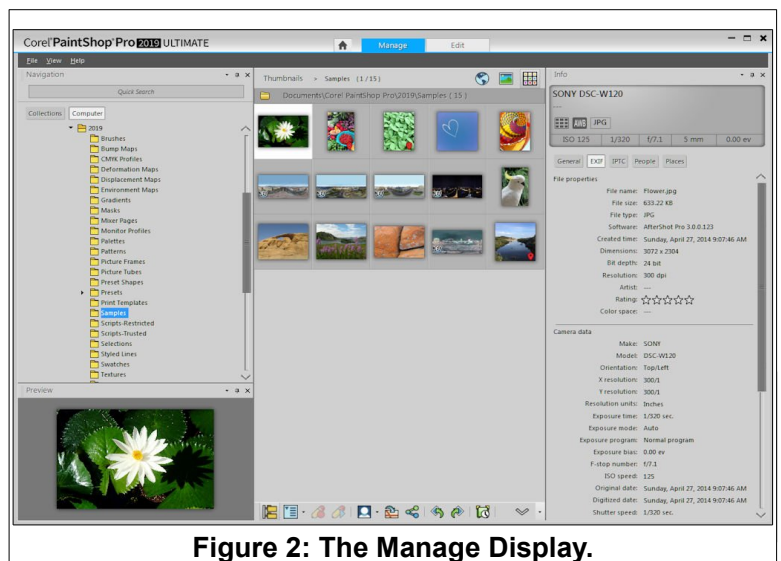 Corel PaintShop Pro 2019 ULTIMATE
Manage
Edit
File View Help
Navigation
Quick Search
Collections Computer
2019
Brushes
Bump Maps
CMYK Profiles
Deformation Maps
Displacement Maps
Environment Maps
Gradients
Masks
Mixer Pages
Monitor Profiles
Palettes
Patterns
Picture Frames
Picture Tubes
Preset Shapes
Presets
Print Templates
Samples
Scripts-Restricted
Scripts-Trusted
Selections
Styled Lines
Swatches
Textures
Preview
Thumbnails > Samples (1/15)
Documents\Corel PaintShop Pro\2019\Samples ( 15 )
Info
SONY DSC-W120
---
AWB JPG
ISO 125 1/320 f/7.1 5 mm 0.00 ev
General EXIF IPTC People Places
File properties
File name: Flower.jpg
File size: 633.22 KB
File type: JPG
Software: AfterShot Pro 3.0.0.123
Created time: Sunday, April 27, 2014 9:07:46 AM
Dimensions: 3072 x 2304
Bit depth: 24 bit
Resolution: 300 dpi
Artist: ---
Rating: ☆☆☆☆☆
Color space: ---
Camera data
Make: SONY
Model: DSC-W120
Orientation: Top/Left
X resolution: 300/1
Y resolution: 300/1
Resolution units: Inches
Exposure time: 1/320 sec.
Exposure mode: Auto
Exposure program: Normal program
Exposure bias: 0.00 ev
F-stop number: f/7.1
ISO speed: 125
Original date: Sunday, April 27, 2014 9:07:46 AM
Digitized date: Sunday, April 27, 2014 9:07:46 AM
Shutter speed: 1/320 sec.
Figure 2: The Manage Display.